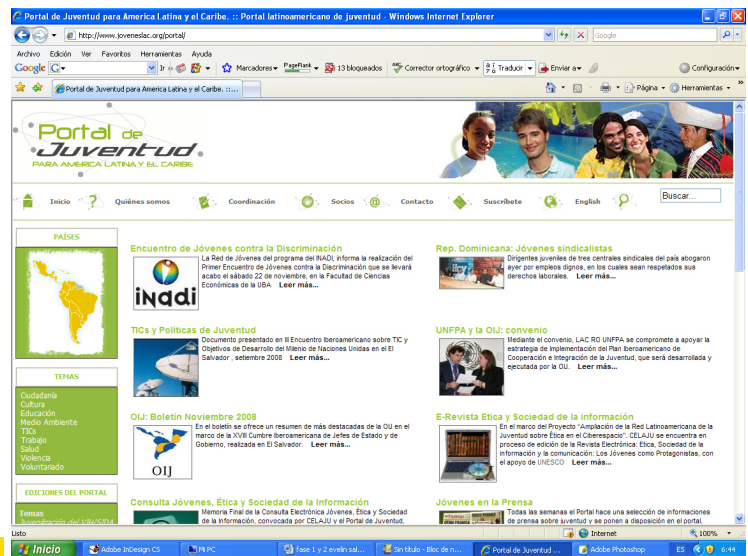 Portal de Juventud para America Latina y el Caribe. :: Portal latinoamericano de juventud - Windows Internet Explorer
http://www.joveneslac.org/portal/
Google
Archivo Edición Ver Favoritos Herramientas Ayuda
Google G Ir Marcadores PageRank 13 bloqueados Corrector ortográfico Traducir Enviar a Configuración
Portal de Juventud para America Latina y el Caribe. ::... Página Herramientas
Portal de
Juventud
PARA AMERICA LATINA Y EL CARIBE
Inicio Quiénes somos Coordinación Socios Contacto Suscríbete English Buscar...
PAÍSES
TEMAS
Ciudadanía
Cultura
Educación
Medio Ambiente
TICs
Trabajo
Salud
Violencia
Voluntariado
EDICIONES DEL PORTAL
Temas
Juvenilización del VIH/SIDA
Encuentro de Jóvenes contra la Discriminación
inadi
La Red de Jóvenes del programa del INADI, informa la realización del
Primer Encuentro de Jóvenes contra la Discriminación que se llevará
acabo el sábado 22 de noviembre, en la Facultad de Ciencias
Económicas de la UBA Leer más...
Rep. Dominicana: Jóvenes sindicalistas
Dirigentes juveniles de tres centrales sindicales del país abogaron
ayer por empleos dignos, en los cuales sean respetados sus
derechos laborales. Leer más...
TICs y Políticas de Juventud
Documento presentado en II Encuentro Iberoamericano sobre TIC y
Objetivos de Desarrollo del Milenio de Naciones Unidas en el El
Salvador , setiembre 2008 Leer más...
UNFPA y la OIJ: convenio
Mediante el convenio, LAC RO UNFPA se compromete a apoyar la
estrategia de implementación del Plan Iberoamericano de
Cooperación e Integración de la Juventud, que será desarrollada y
ejecutada por la OIJ. Leer más...
OIJ: Boletín Noviembre 2008
OIJ
En el boletín se ofrece un resumen de más destacadas de la OIJ en el
marco de la XVIII Cumbre Iberoamericana de Jefes de Estado y de
Gobierno, realizada en El Salvador. Leer más...
E-Revista Etica y Sociedad de la información
En el marco del Proyecto "Ampliación de la Red Latinoamericana de la
Juventud sobre Ética en el Ciberespacio". CELAJU se encuentra en
proceso de edición de la Revista Electrónica: Ética, Sociedad de la
información y la comunicación: Los Jóvenes como Protagonistas, con
el apoyo de UNESCO Leer más...
Consulta Jóvenes, Ética y Sociedad de la Información
Memoria Final de la Consulta Electrónica Jóvenes, Ética y Sociedad
de la Información, convocada por CELAJU y el Portal de Juventud,
Jóvenes en la Prensa
Todas las semanas el Portal hace una selección de informaciones
de prensa sobre juventud y se ponen a disposición en el portal,
Listo Internet 100%
Inicio Adobe InDesign CS Mi PC fase 1 y 2 evelin sal... Sin título - Bloc de n... Portal de Juventud ... Adobe Photoshop ES 6:44